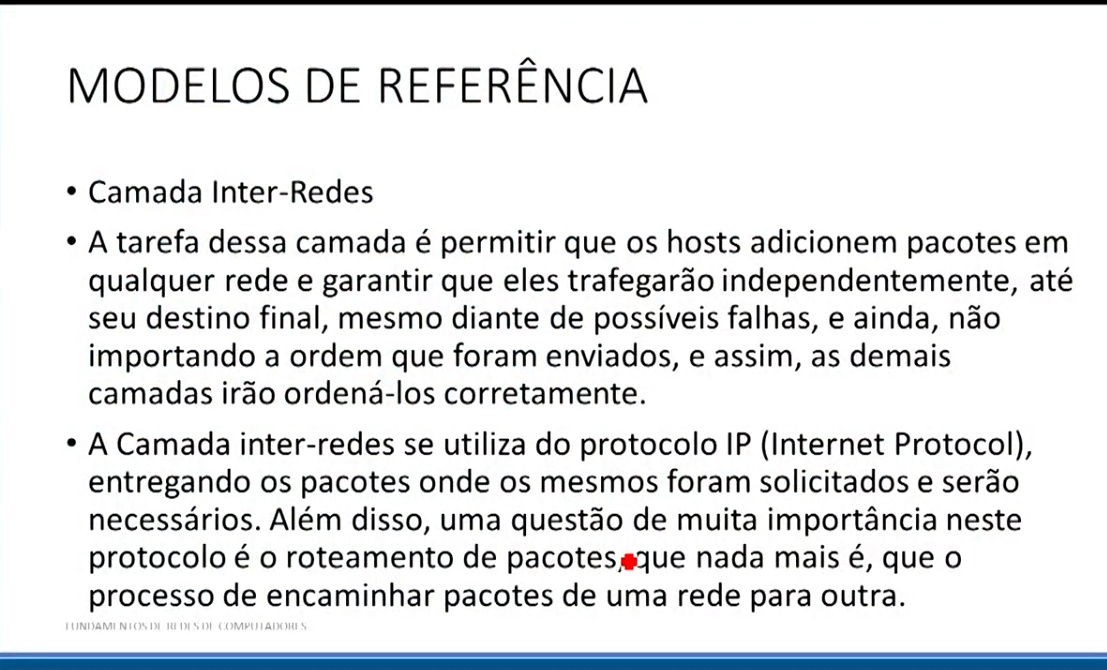 MODELOS DE REFERÊNCIA
• Camada Inter-Redes
• A tarefa dessa camada é permitir que os hosts adicionem pacotes em
qualquer rede e garantir que eles trafegarão independentemente, até
seu destino final, mesmo diante de possíveis falhas, e ainda, não
importando a ordem que foram enviados, e assim, as demais
camadas irão ordená-los corretamente.
• A Camada inter-redes se utiliza do protocolo IP (Internet Protocol),
entregando os pacotes onde os mesmos foram solicitados e serão
necessários. Além disso, uma questão de muita importância neste
protocolo é o roteamento de pacotes, que nada mais é, que o
processo de encaminhar pacotes de uma rede para outra.
FUNDAMENTOS DE REDES DE COMPUTADORES